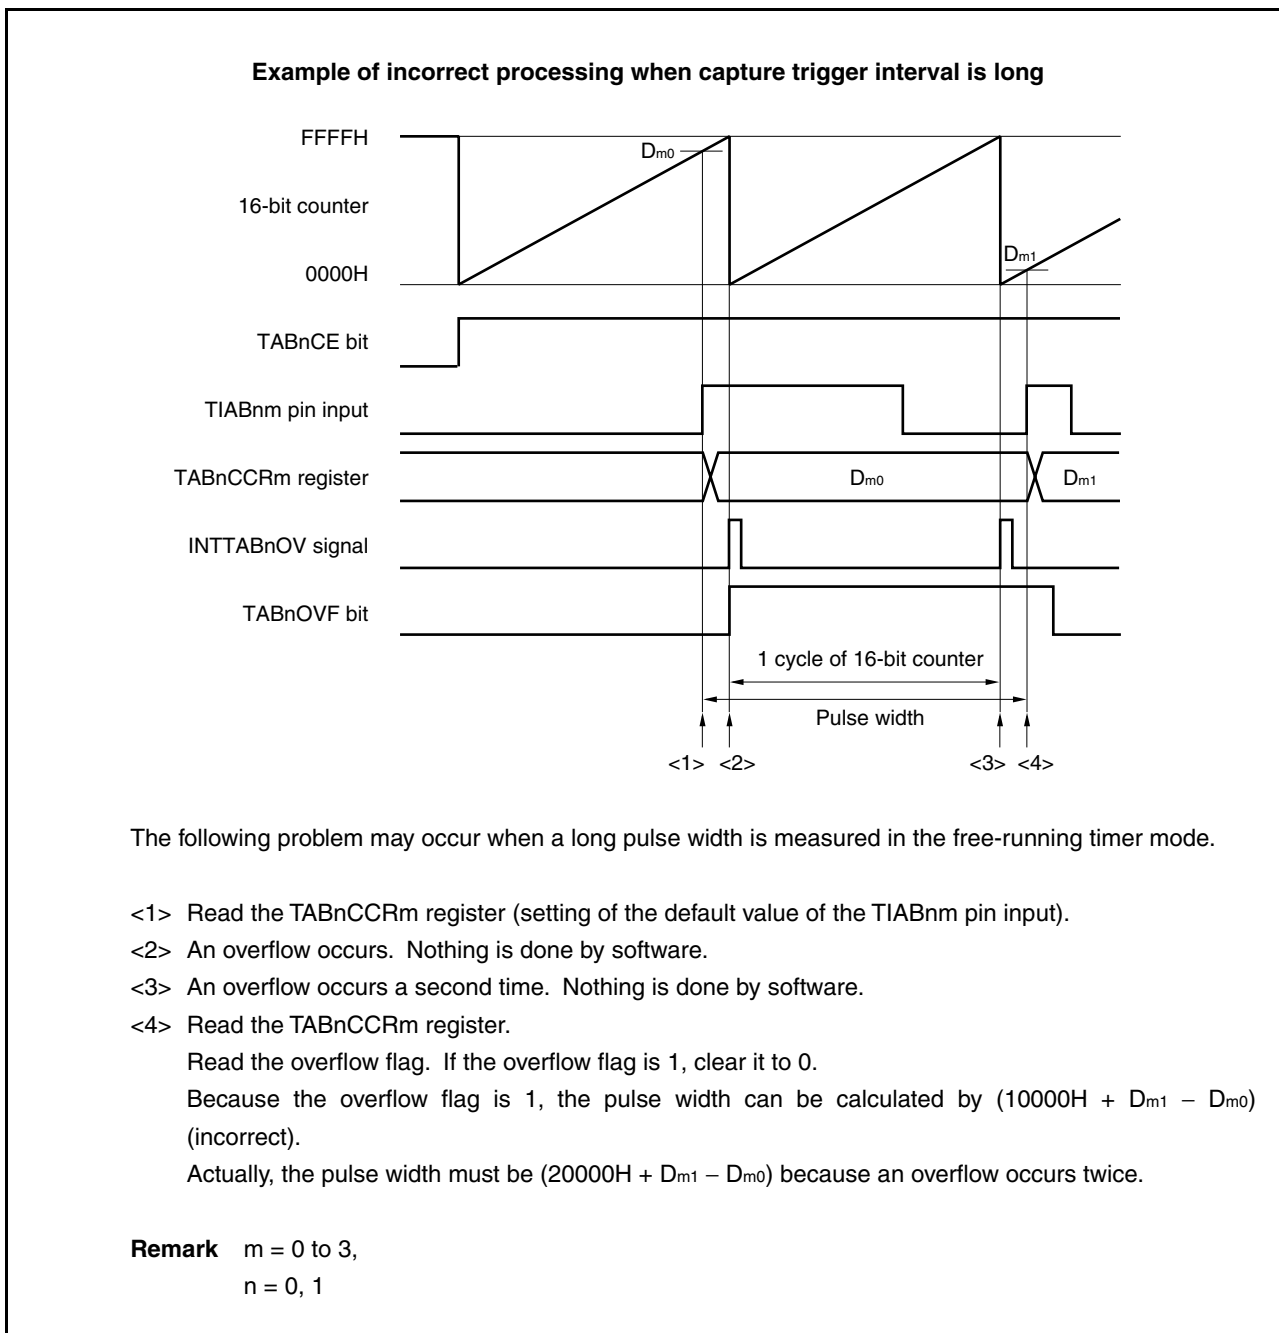 Example of incorrect processing when capture trigger interval is long
FFFFH
Dm0
16-bit counter
Dm1
0000H
TABnCE bit
TIABnm pin input
TABnCCRm register
Dm0
Dm1
INTTABnOV signal
TABnOVF bit
1 cycle of 16-bit counter
Pulse width
<1> <2> <3> <4>
The following problem may occur when a long pulse width is measured in the free-running timer mode.
<1> Read the TABnCCRm register (setting of the default value of the TIABnm pin input).
<2> An overflow occurs. Nothing is done by software.
<3> An overflow occurs a second time. Nothing is done by software.
<4> Read the TABnCCRm register.
Read the overflow flag. If the overflow flag is 1, clear it to 0.
Because the overflow flag is 1, the pulse width can be calculated by (10000H + Dm1 − Dm0)
(incorrect).
Actually, the pulse width must be (20000H + Dm1 − Dm0) because an overflow occurs twice.
Remark m = 0 to 3,
n = 0, 1